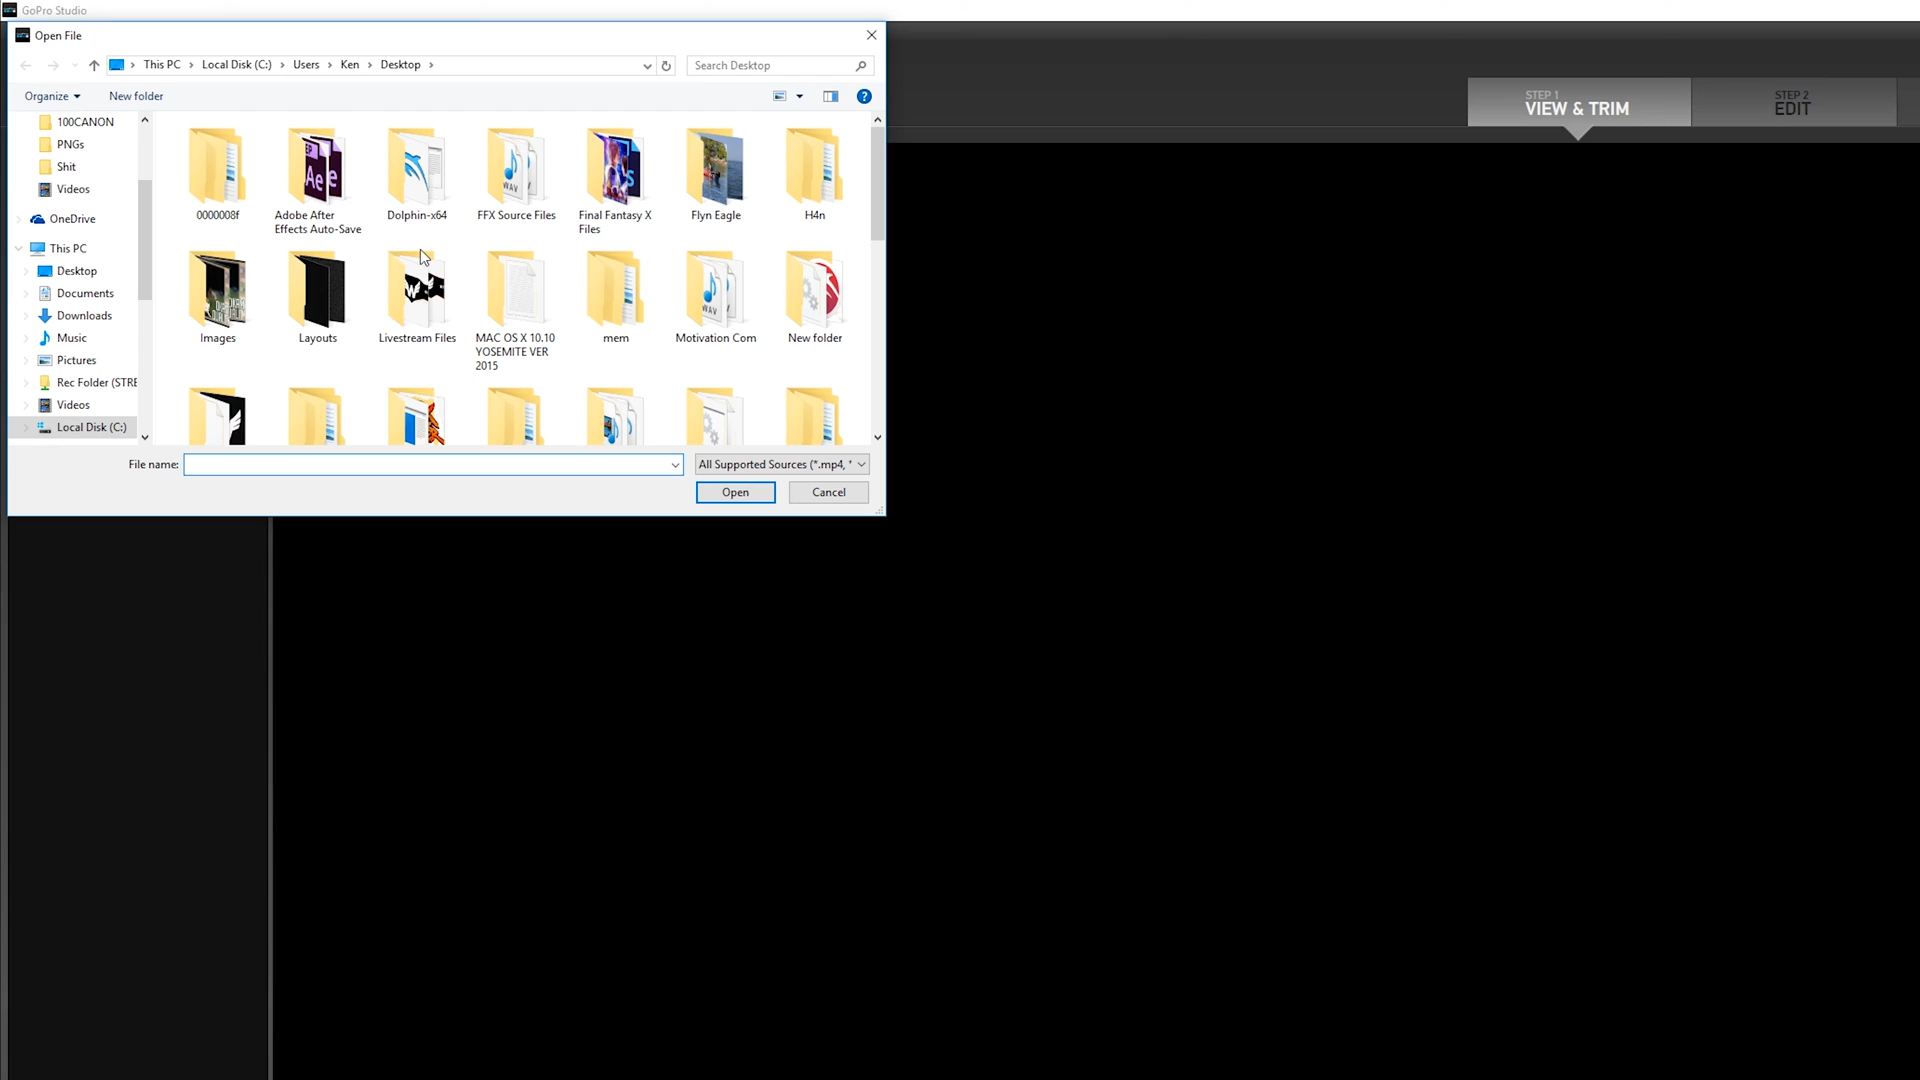 GoPro Studio
Open File
This PC
Local Disk (C:)
Users
Ken
Desktop
Search Desktop
Organize
New folder
STEP 1
VIEW & TRIM
STEP 2
EDIT
100CANON
PNGs
Shit
Videos
OneDrive
This PC
Desktop
Documents
Downloads
Music
Pictures
Rec Folder (STRE
Videos
Local Disk (C:)
0000008f
Adobe After
Effects Auto-Save
Dolphin-x64
FFX Source Files
Final Fantasy X
Files
Flyn Eagle
H4n
Images
Layouts
Livestream Files
MAC OS X 10.10
YOSEMITE VER
2015
mem
Motivation Com
New folder
File name:
All Supported Sources (*.mp4, *
Open
Cancel